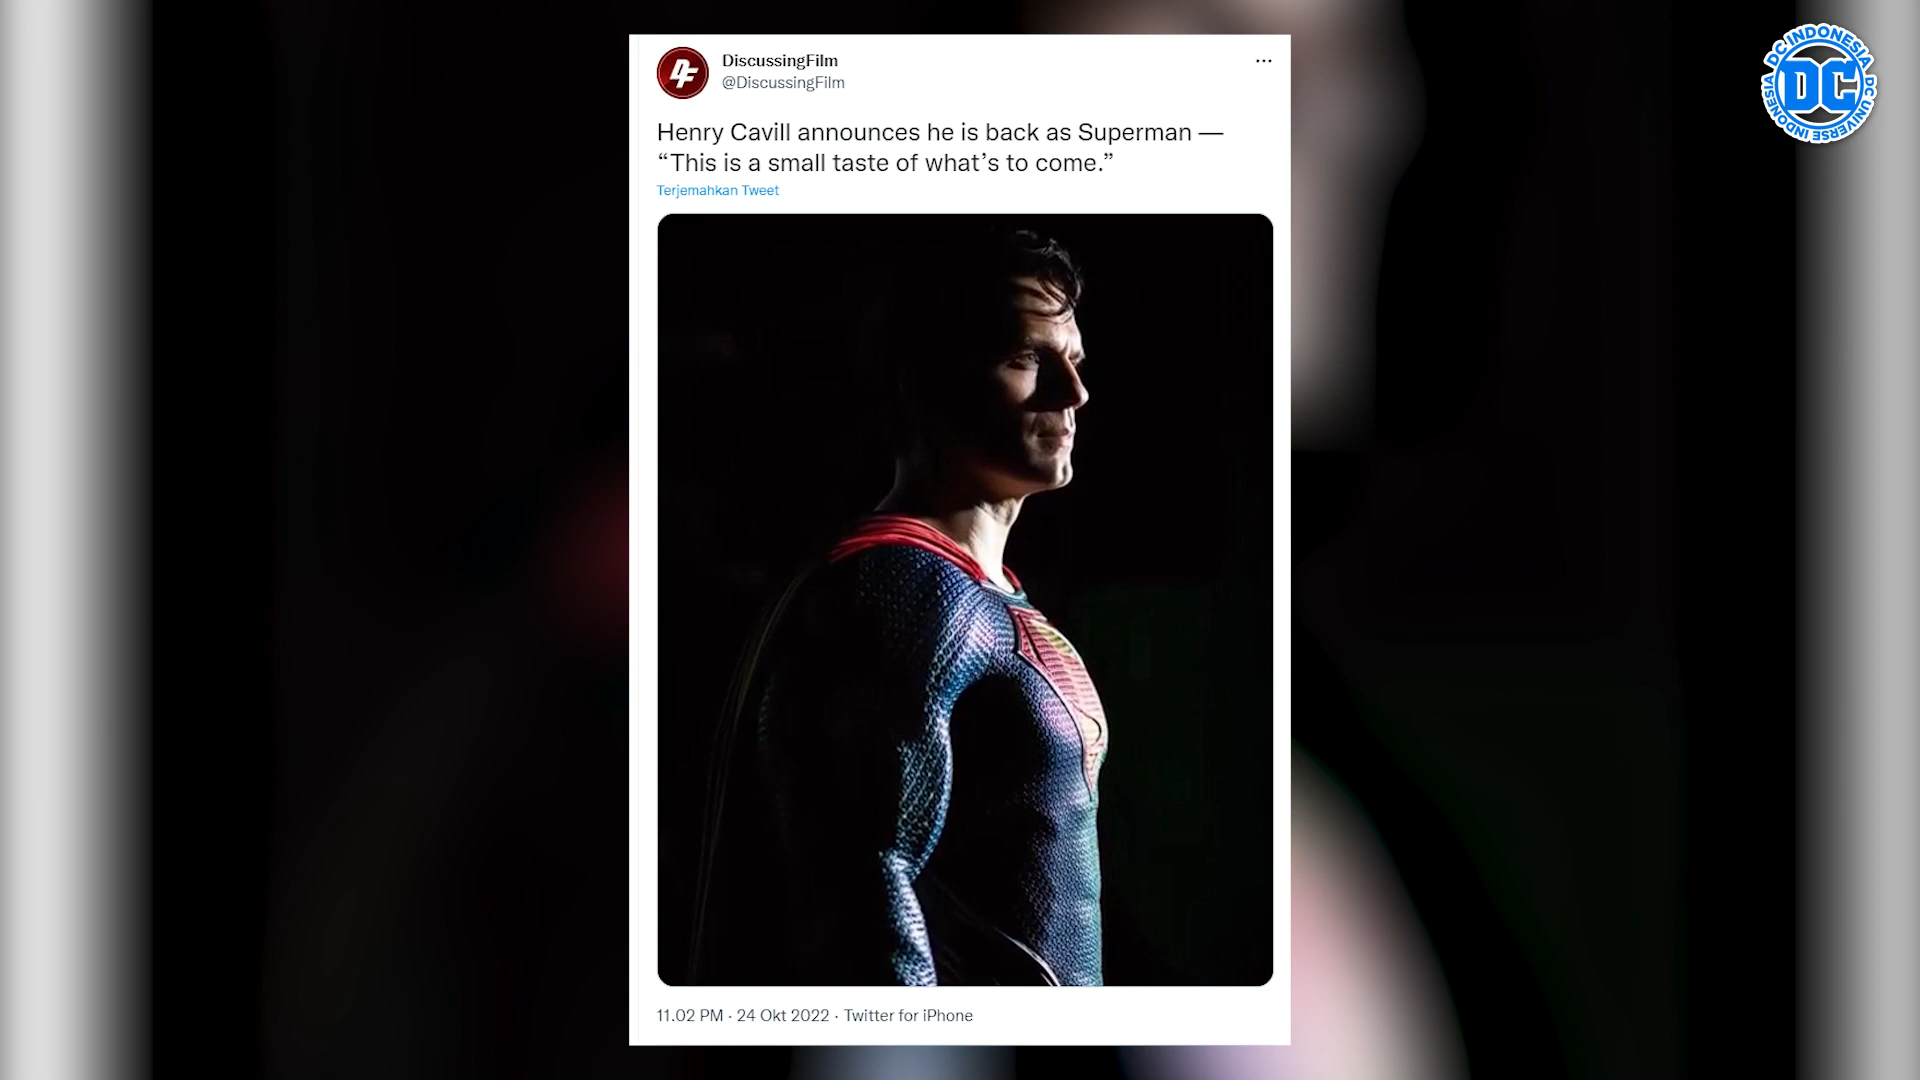 DiscussingFilm
@DiscussingFilm
Henry Cavill announces he is back as Superman —
“This is a small taste of what’s to come.”
Terjemahkan Tweet
11.02 PM · 24 Okt 2022 · Twitter for iPhone
DC INDONESIA
DC
DC UNIVERSE INDONESIA